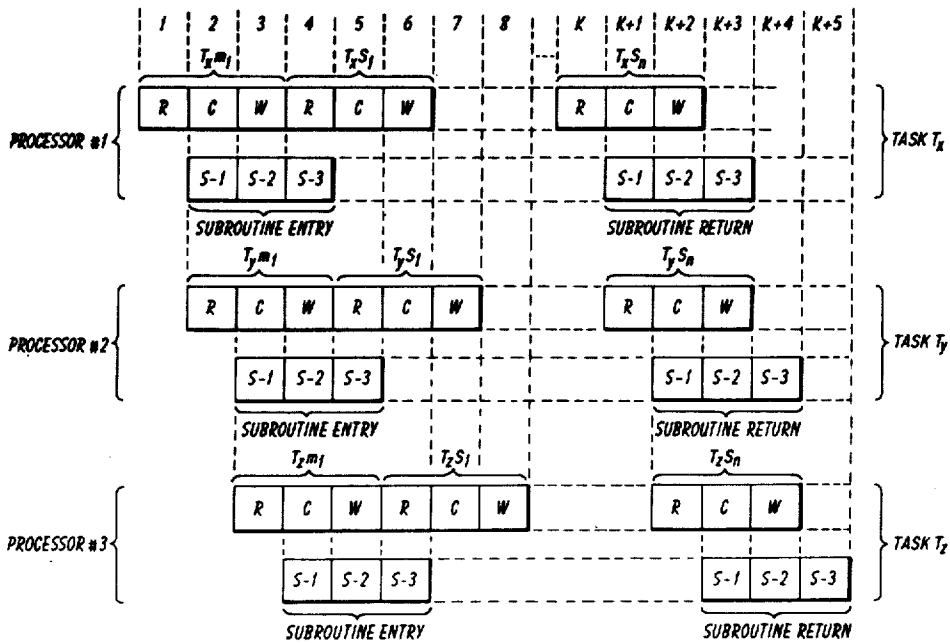 1 2 3 4 5 6 7 8 K K+1 K+2 K+3 K+4 K+5
Txm1 TxS1 TxSn
R C W R C W R C W
PROCESSOR #1 TASK Tx
S-1 S-2 S-3 S-1 S-2 S-3
SUBROUTINE ENTRY SUBROUTINE RETURN
Tym1 TyS1 TySn
R C W R C W R C W
PROCESSOR #2 TASK Ty
S-1 S-2 S-3 S-1 S-2 S-3
SUBROUTINE ENTRY SUBROUTINE RETURN
Tzm1 TzS1 TzSn
R C W R C W R C W
PROCESSOR #3 TASK Tz
S-1 S-2 S-3 S-1 S-2 S-3
SUBROUTINE ENTRY SUBROUTINE RETURN